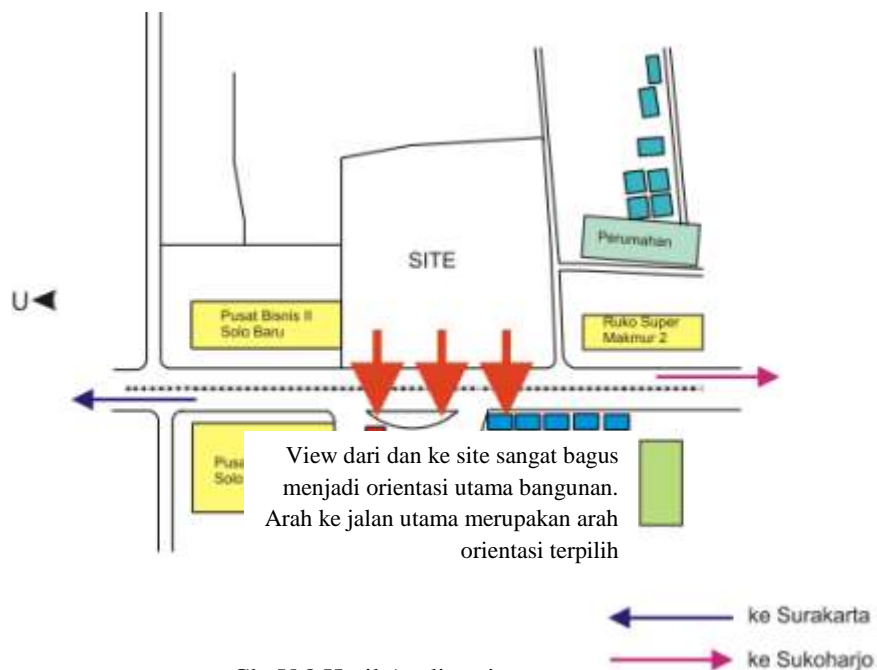 Perumahan
SITE
U
Pusat Bisnis II
Solo Baru
Ruko Super
Makmur 2
View dari dan ke site sangat bagus
menjadi orientasi utama bangunan.
Arah ke jalan utama merupakan arah
orientasi terpilih
ke Surakarta
ke Sukoharjo